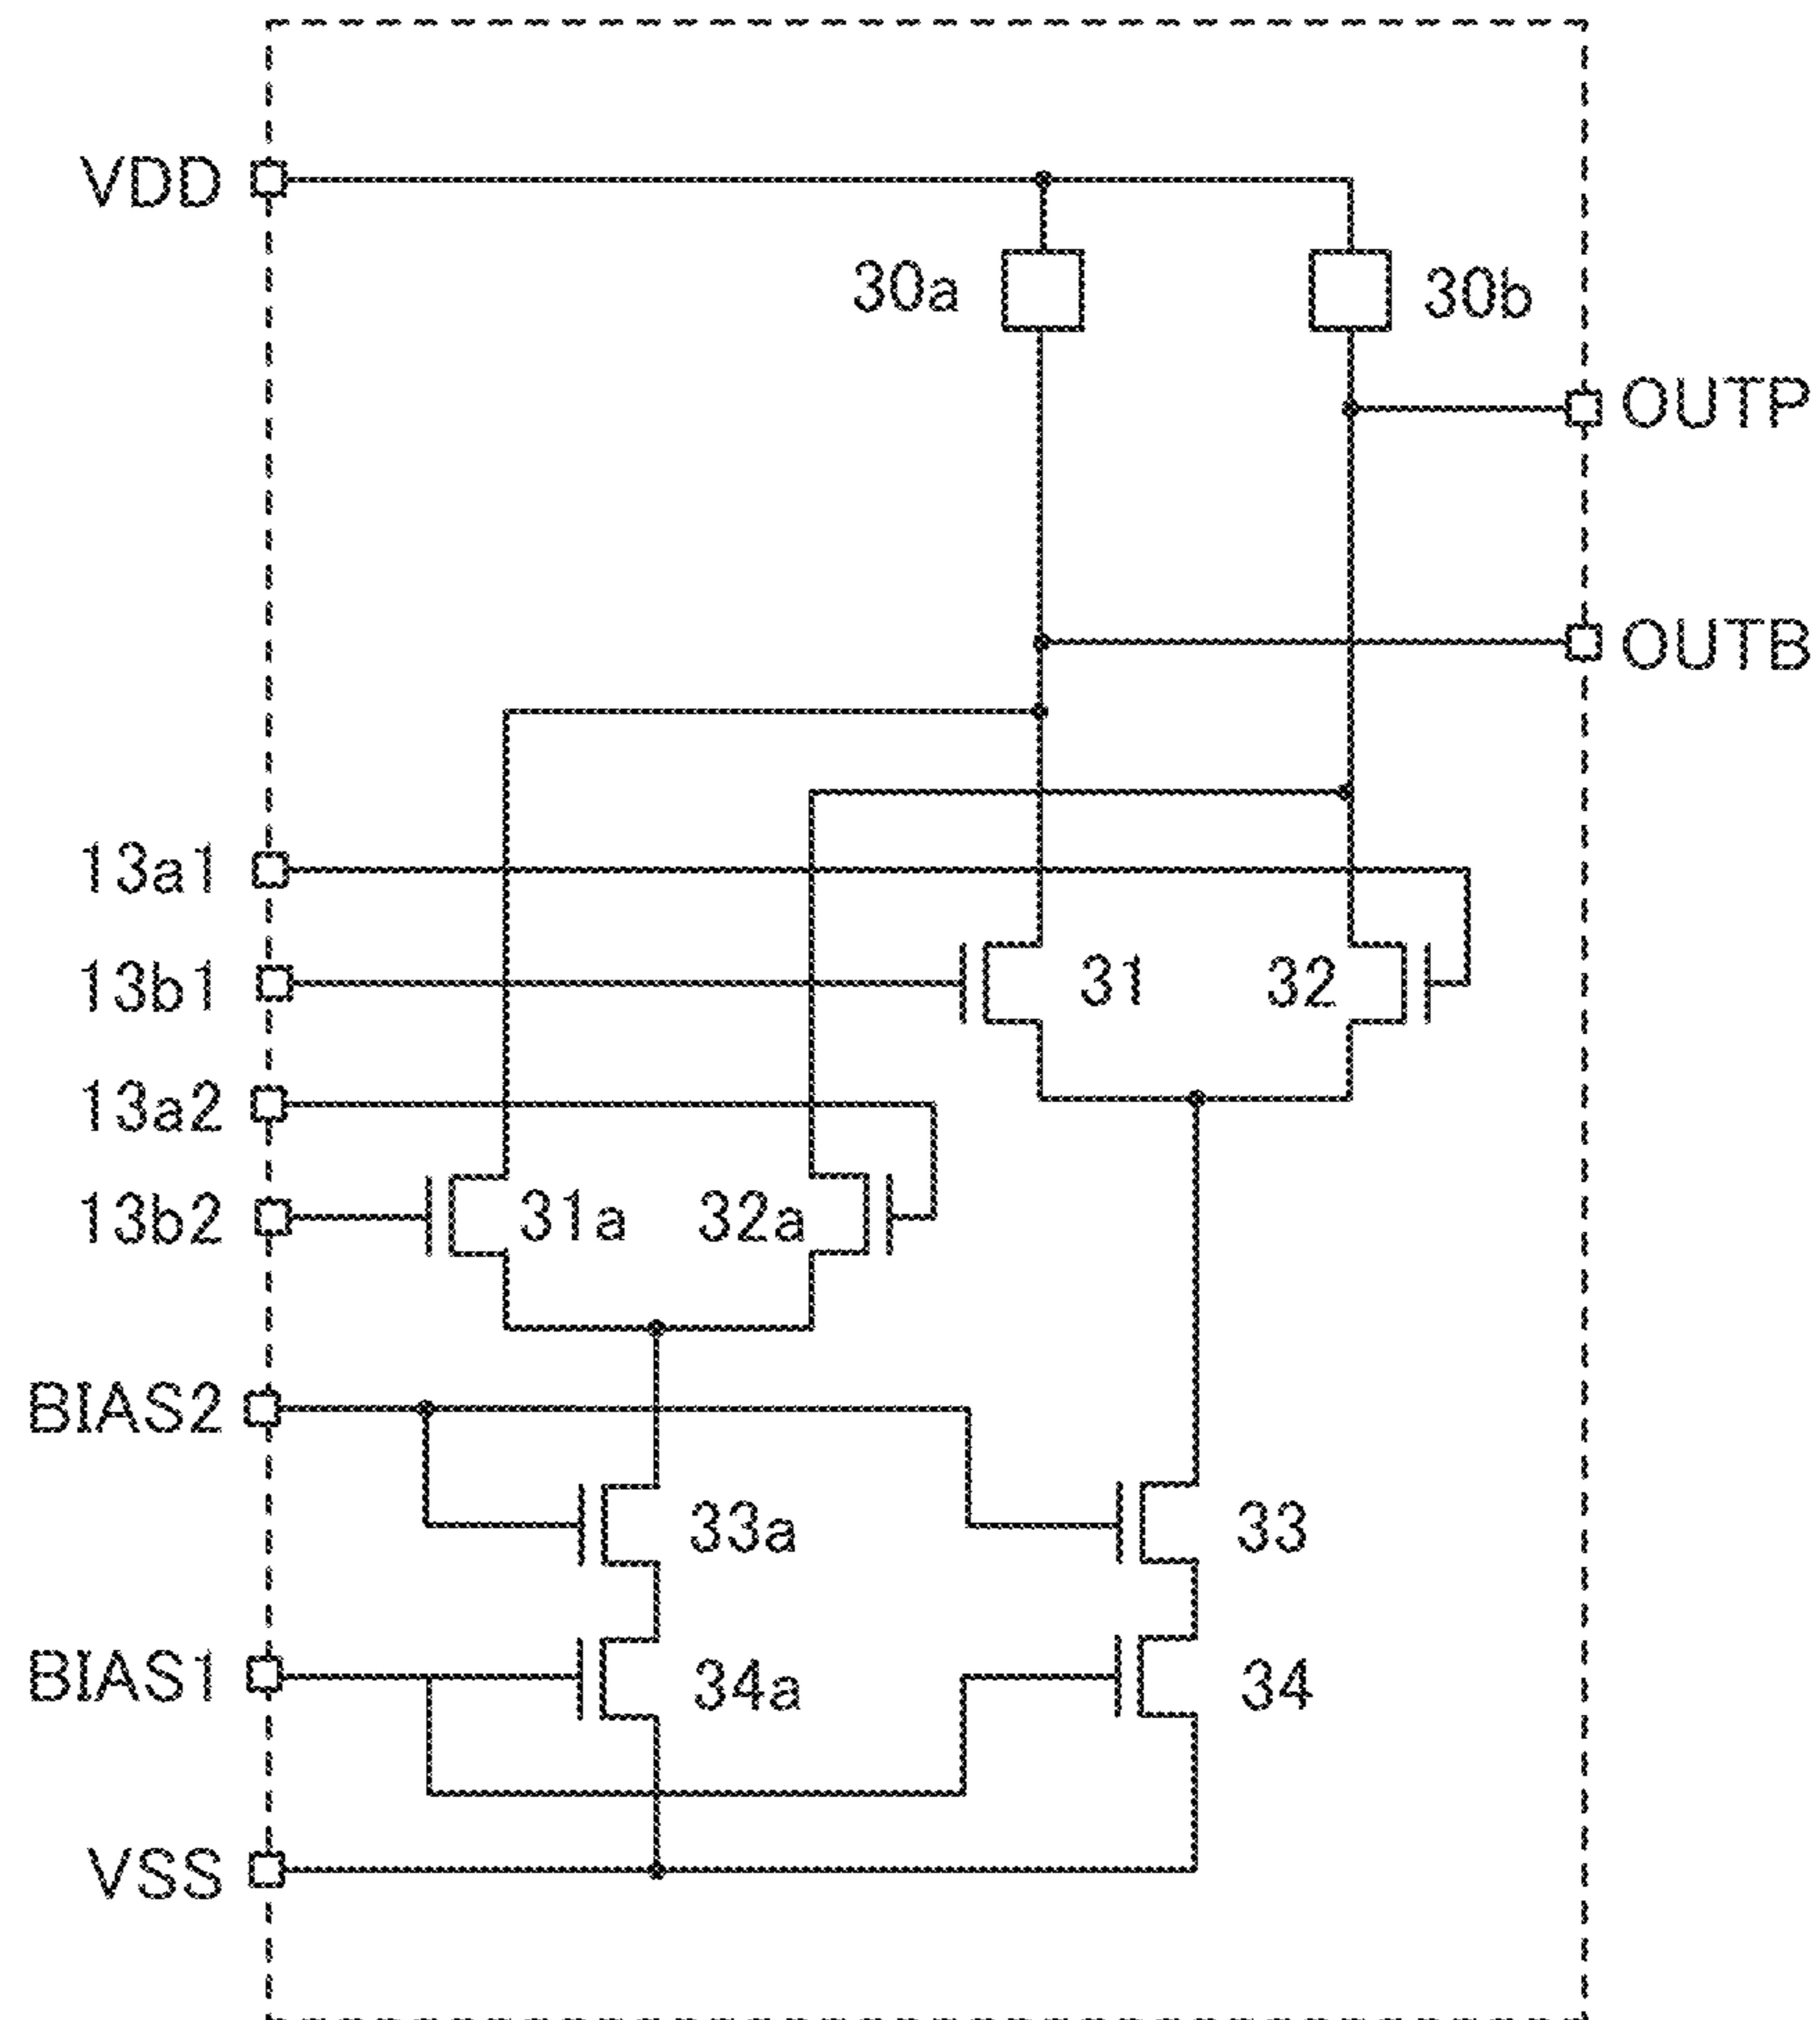 VDD
30a
30b
OUTP
OUTB
13a1
13b1
31
32
13a2
13b2
31a
32a
BIAS2
33a
33
BIAS1
34a
34
VSS